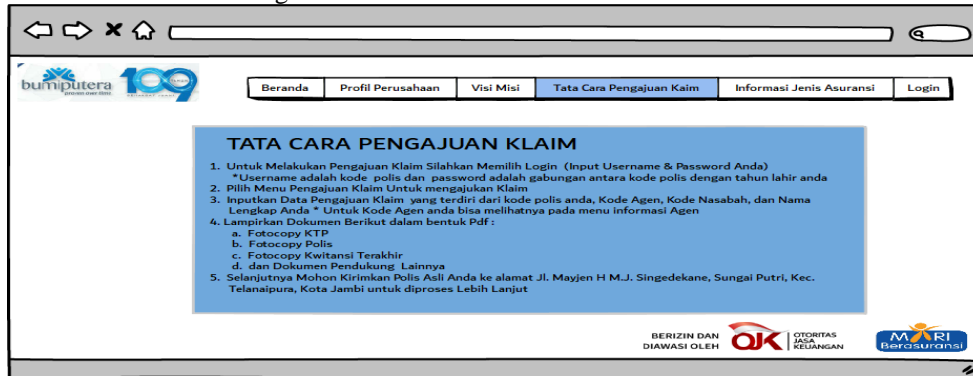 bumiputera 109
Beranda Profil Perusahaan Visi Misi Tata Cara Pengajuan Kaim Informasi Jenis Asuransi Login
TATA CARA PENGAJUAN KLAIM
1. Untuk Melakukan Pengajuan Klaim Silahkan Memilih Login (Input Username & Password Anda)
*Username adalah kode polis dan password adalah gabungan antara kode polis dengan tahun lahir anda
2. Pilih Menu Pengajuan Klaim Untuk mengajukan Klaim
3. Inputkan Data Pengajuan Klaim yang terdiri dari kode polis anda, Kode Agen, Kode Nasabah, dan Nama
Lengkap Anda * Untuk Kode Agen anda bisa melihatnya pada menu informasi Agen
4. Lampirkan Dokumen Berikut dalam bentuk Pdf :
a. Fotocopy KTP
b. Fotocopy Polis
c. Fotocopy Kwitansi Terakhir
d. dan Dokumen Pendukung Lainnya
5. Selanjutnya Mohon Kirimkan Polis Asli Anda ke alamat Jl. Mayjen H M.J. Singedekane, Sungai Putri, Kec.
Telanaipura, Kota Jambi untuk diproses Lebih Lanjut
BERIZIN DAN
DIAWASI OLEH
OJK
OTORITAS
JASA
KEUANGAN
MARI
Berasuransi